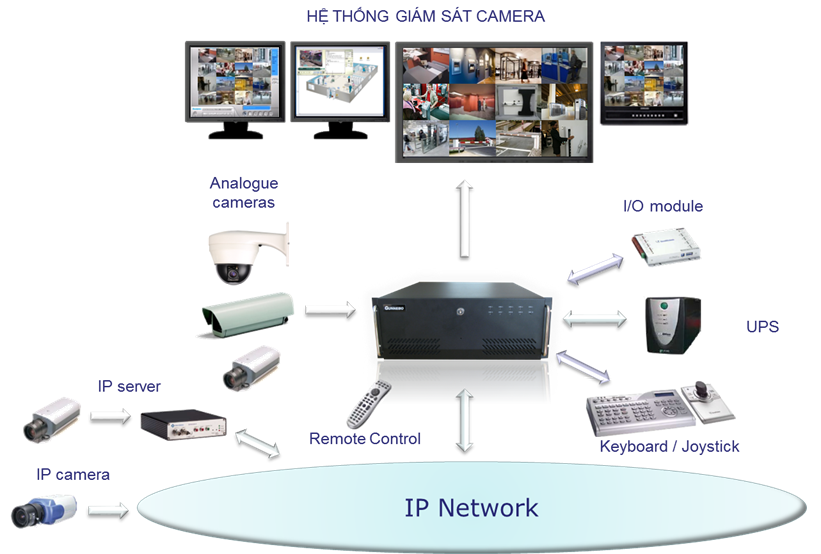 HỆ THỐNG GIÁM SÁT CAMERA
Analogue
cameras
I/O module
UPS
IP server
Remote Control
Keyboard / Joystick
IP camera
IP Network